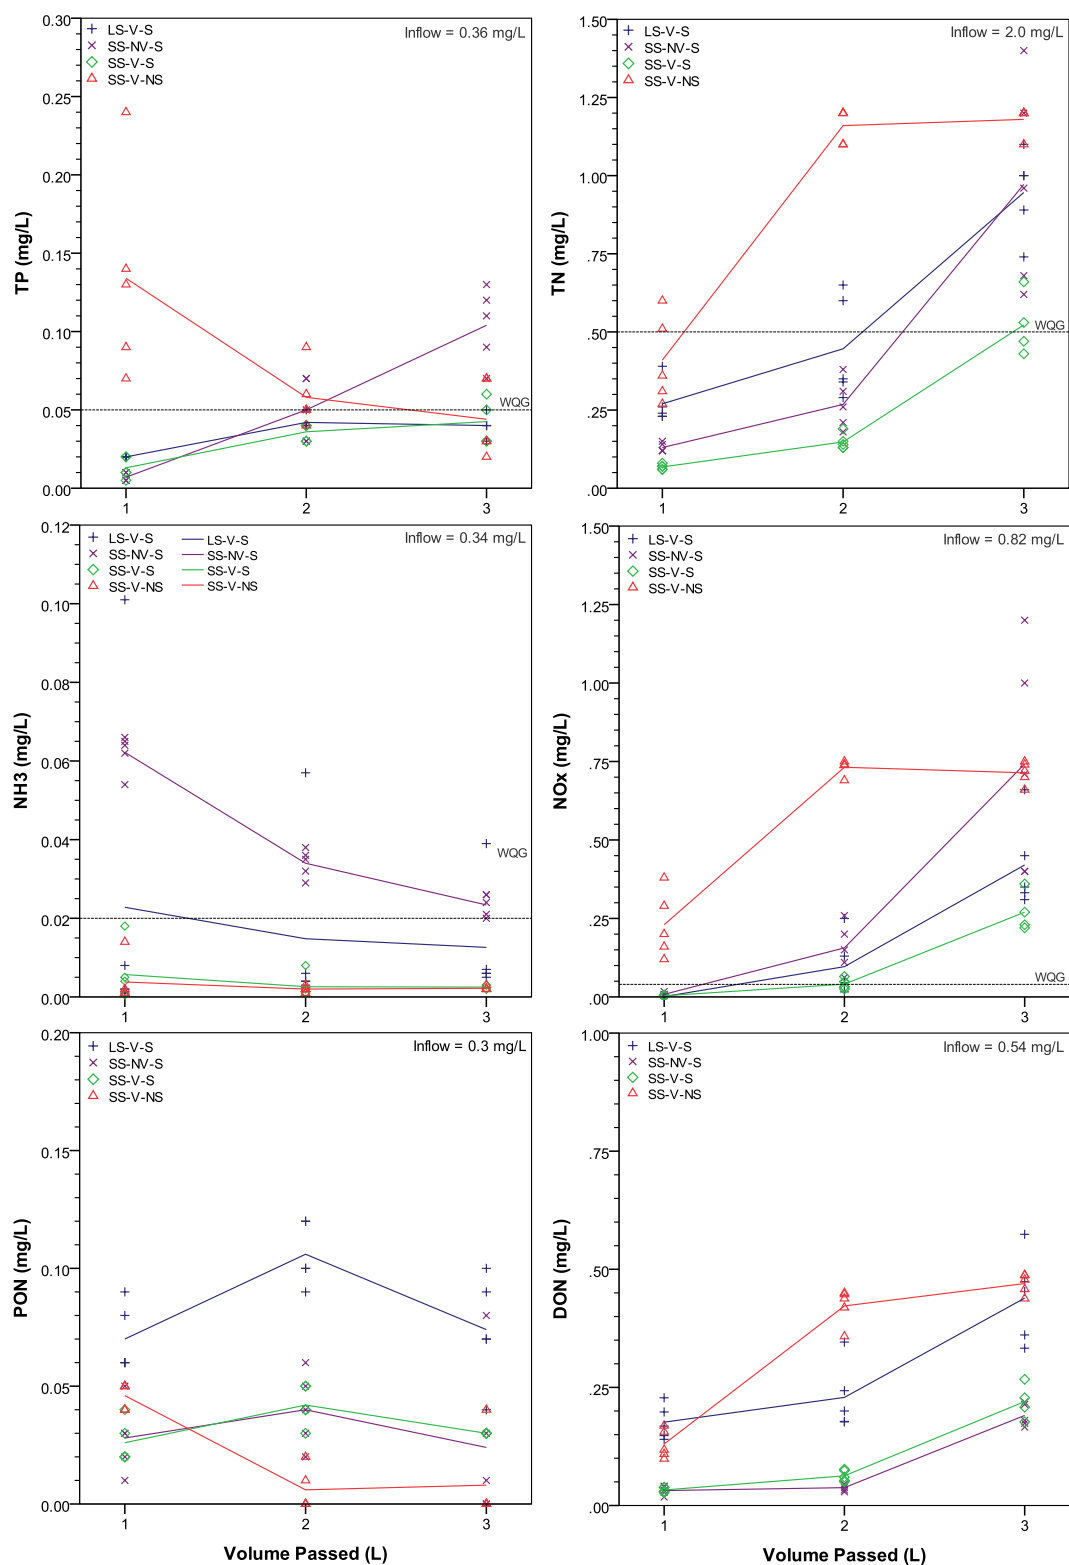 Inflow = 0.36 mg/L
LS-V-S
SS-NV-S
SS-V-S
SS-V-NS
0.30
0.25
0.20
0.15
0.10
0.05
0.00
TP (mg/L)
WQG
1 2 3
Inflow = 2.0 mg/L
LS-V-S
SS-NV-S
SS-V-S
SS-V-NS
1.50
1.25
1.00
.75
.50
.25
.00
TN (mg/L)
WQG
1 2 3
Inflow = 0.34 mg/L
LS-V-S LS-V-S
SS-NV-S SS-NV-S
SS-V-S SS-V-S
SS-V-NS SS-V-NS
0.12
0.10
0.08
0.06
0.04
0.02
0.00
NH3 (mg/L)
WQG
1 2 3
Inflow = 0.82 mg/L
LS-V-S
SS-NV-S
SS-V-S
SS-V-NS
1.50
1.25
1.00
.75
.50
.25
.00
NOx (mg/L)
WQG
1 2 3
Inflow = 0.3 mg/L
LS-V-S
SS-NV-S
SS-V-S
SS-V-NS
0.20
0.15
0.10
0.05
0.00
PON (mg/L)
1 2 3
Volume Passed (L)
Inflow = 0.54 mg/L
LS-V-S
SS-NV-S
SS-V-S
SS-V-NS
1.00
.75
.50
.25
.00
DON (mg/L)
1 2 3
Volume Passed (L)